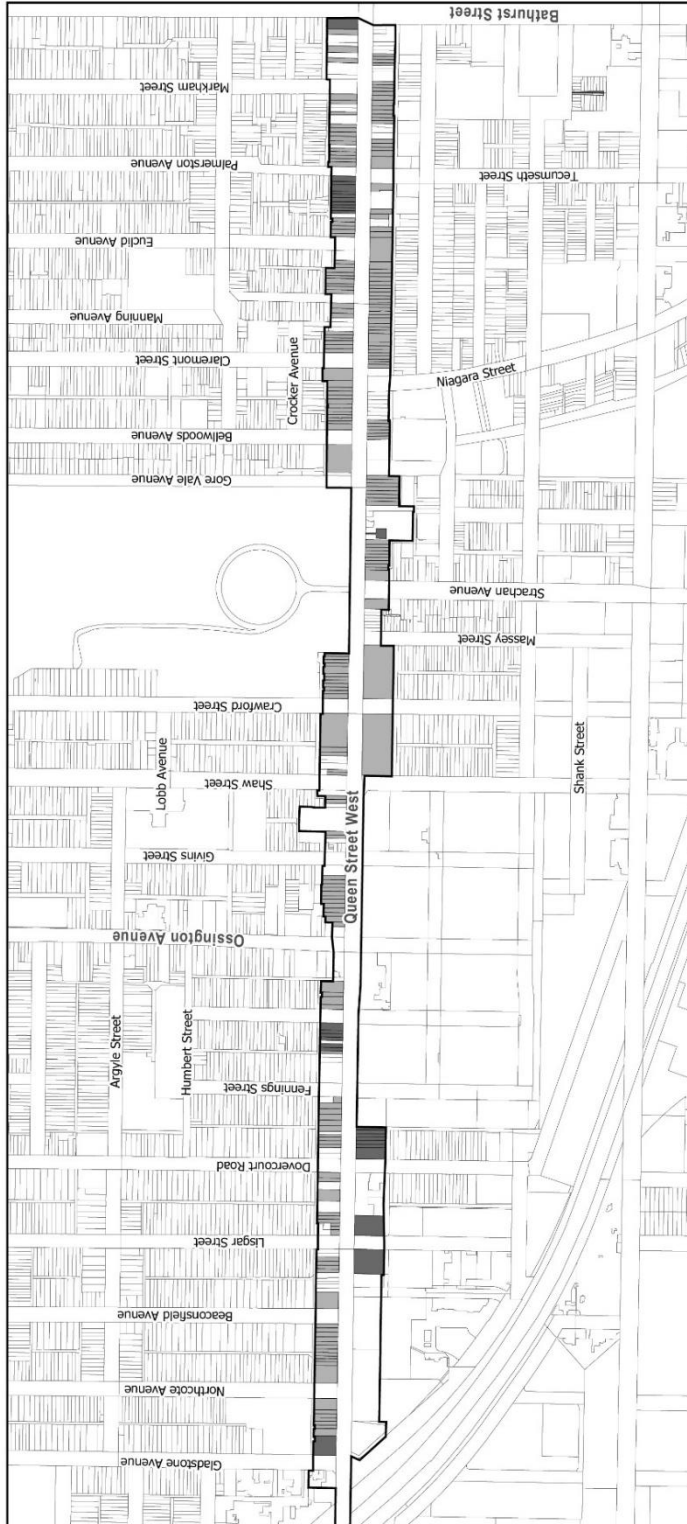 Bathurst Street
Markham Street
Palmerston Avenue
Tecumseth Street
Euclid Avenue
Manning Avenue
Claremont Street
Crocker Avenue
Niagara Street
Bellwoods Avenue
Gore Vale Avenue
Strachan Avenue
Massey Street
Crawford Street
Shank Street
Lobb Avenue
Shaw Street
Queen Street West
Givins Street
Ossington Avenue
Argyle Street
Humbert Street
Fennings Street
Dovercourt Road
Lisgar Street
Beaconsfield Avenue
Northcote Avenue
Gladstone Avenue